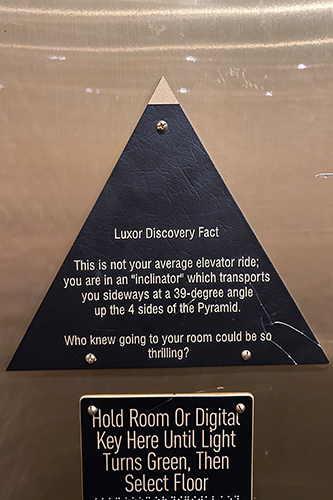 Luxor Discovery Fact
This is not your average elevator ride;
you are in an "inclinator" which transports
you sideways at a 39-degree angle
up the 4 sides of the Pyramid.
Who knew going to your room could be so
thrilling?
Hold Room Or Digital
Key Here Until Light
Turns Green, Then
Select Floor